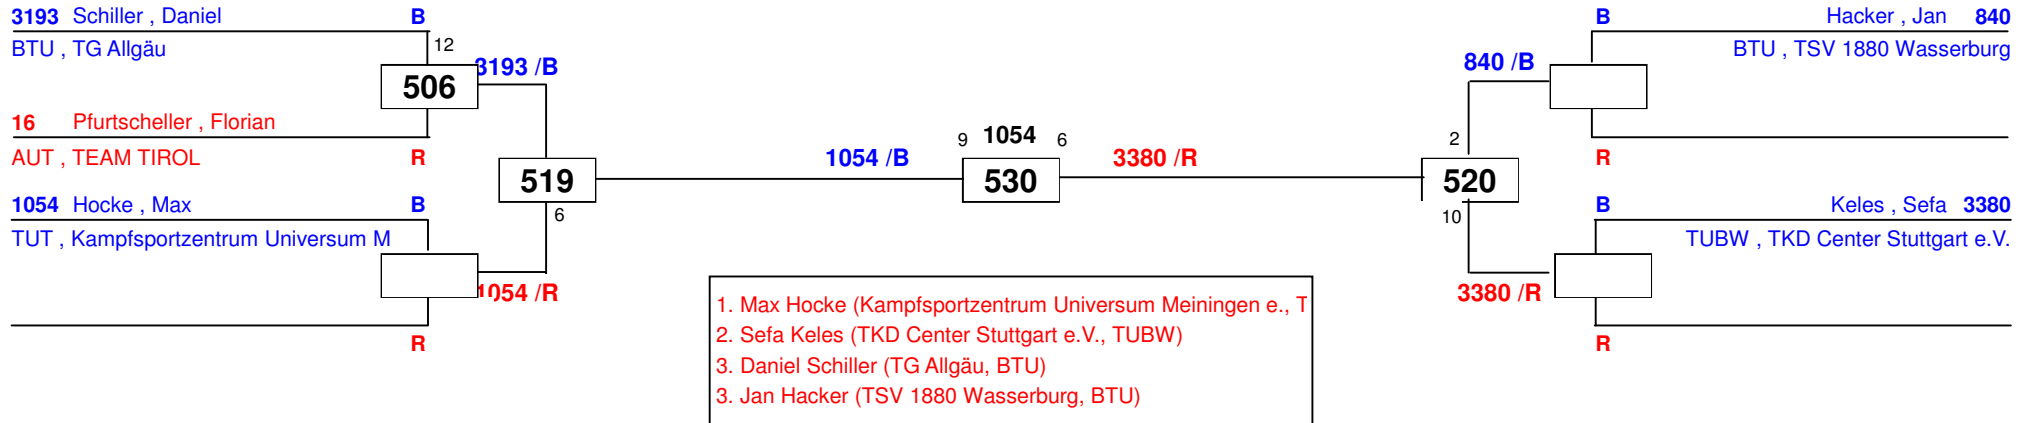 3193 Schiller , Daniel B
BTU , TG Allgäu
12
3193 /B
506
16 Pfurtscheller , Florian
AUT , TEAM TIROL R
1054 Hocke , Max B
TUT , Kampfsportzentrum Universum M
1054 /R
R
519
6
1054 /B
9 1054 6
530
3380 /R
B Hacker , Jan 840
BTU , TSV 1880 Wasserburg
840 /B
2
R
520
10
B Keles , Sefa 3380
TUBW , TKD Center Stuttgart e.V.
3380 /R
R
1. Max Hocke (Kampfsportzentrum Universum Meiningen e., T
2. Sefa Keles (TKD Center Stuttgart e.V., TUBW)
3. Daniel Schiller (TG Allgäu, BTU)
3. Jan Hacker (TSV 1880 Wasserburg, BTU)